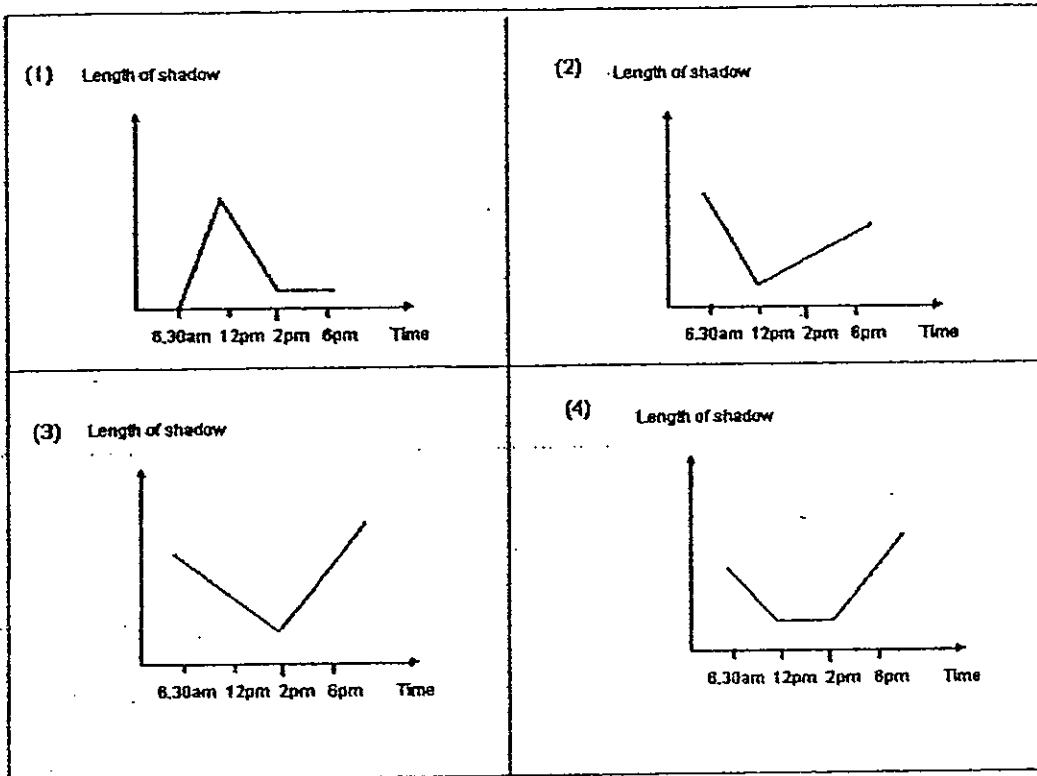 (1) Length of shadow
6.30am 12pm 2pm 6pm Time
(2) Length of shadow
6.30am 12pm 2pm 6pm Time
(3) Length of shadow
6.30am 12pm 2pm 6pm Time
(4) Length of shadow
6.30am 12pm 2pm 6pm Time